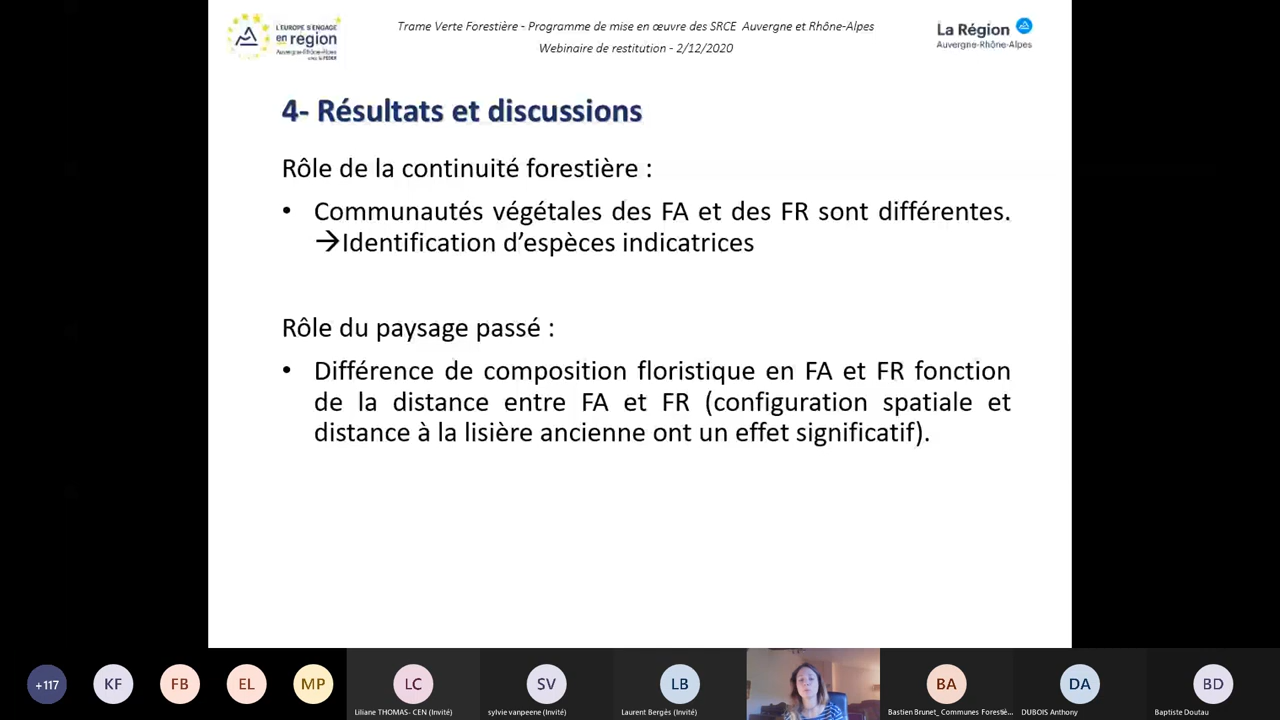 L'EUROPE S'ENGAGE
en region
Auvergne-Rhône-Alpes
avec le FEDER
Trame Verte Forestière - Programme de mise en œuvre des SRCE Auvergne et Rhône-Alpes
Webinaire de restitution - 2/12/2020
La Région
Auvergne-Rhône-Alpes
4- Résultats et discussions
Rôle de la continuité forestière :
• Communautés végétales des FA et des FR sont différentes.
→Identification d'espèces indicatrices
Rôle du paysage passé :
• Différence de composition floristique en FA et FR fonction
de la distance entre FA et FR (configuration spatiale et
distance à la lisière ancienne ont un effet significatif).
+117
KF
FB
EL
MP
LC
SV
LB
BA
DA
BD
Liliane THOMAS- CEN (Invité)
sylvie vanpeene (Invité)
Laurent Bergès (Invité)
Bastien Brunet_ Communes Forestiè...
DUBOIS Anthony
Baptiste Doutau